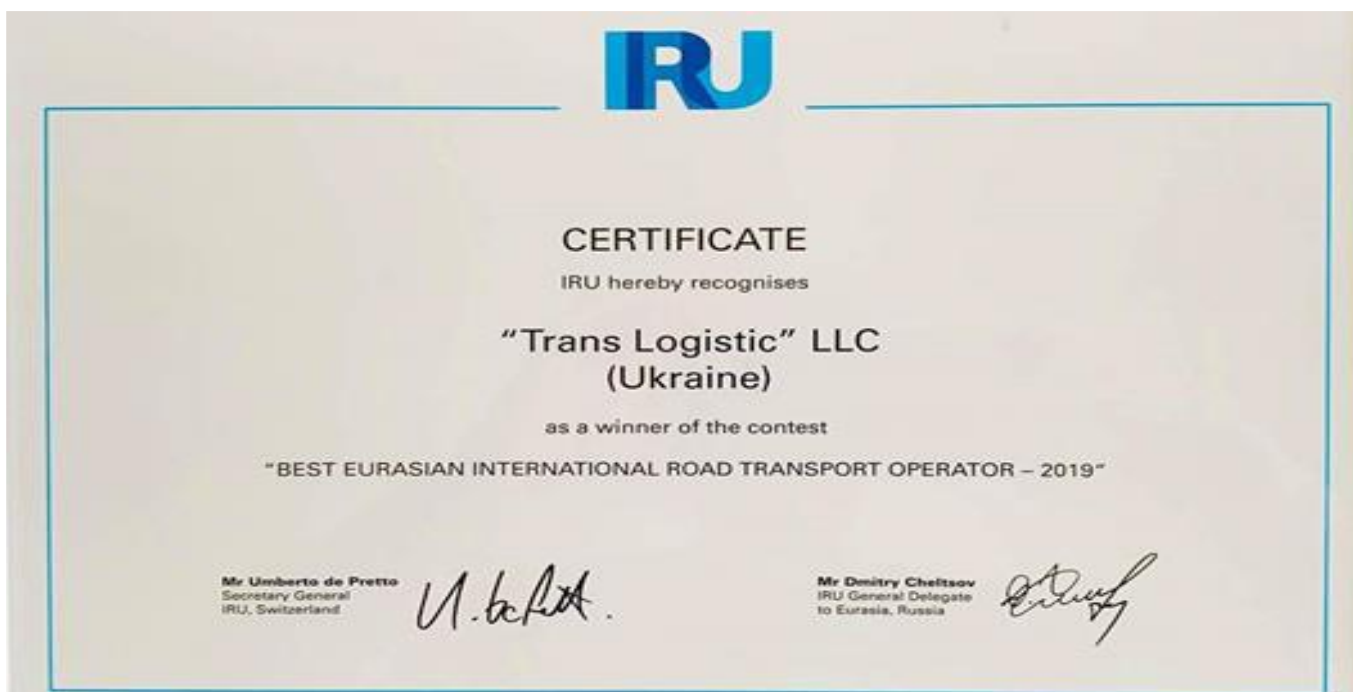 IRU
CERTIFICATE
IRU hereby recognises
"Trans Logistic" LLC
(Ukraine)
as a winner of the contest
"BEST EURASIAN INTERNATIONAL ROAD TRANSPORT OPERATOR – 2019"
Mr Umberto de Pretto
Secretary General
IRU, Switzerland
Mr Dmitry Cheltsov
IRU General Delegate
to Eurasia, Russia